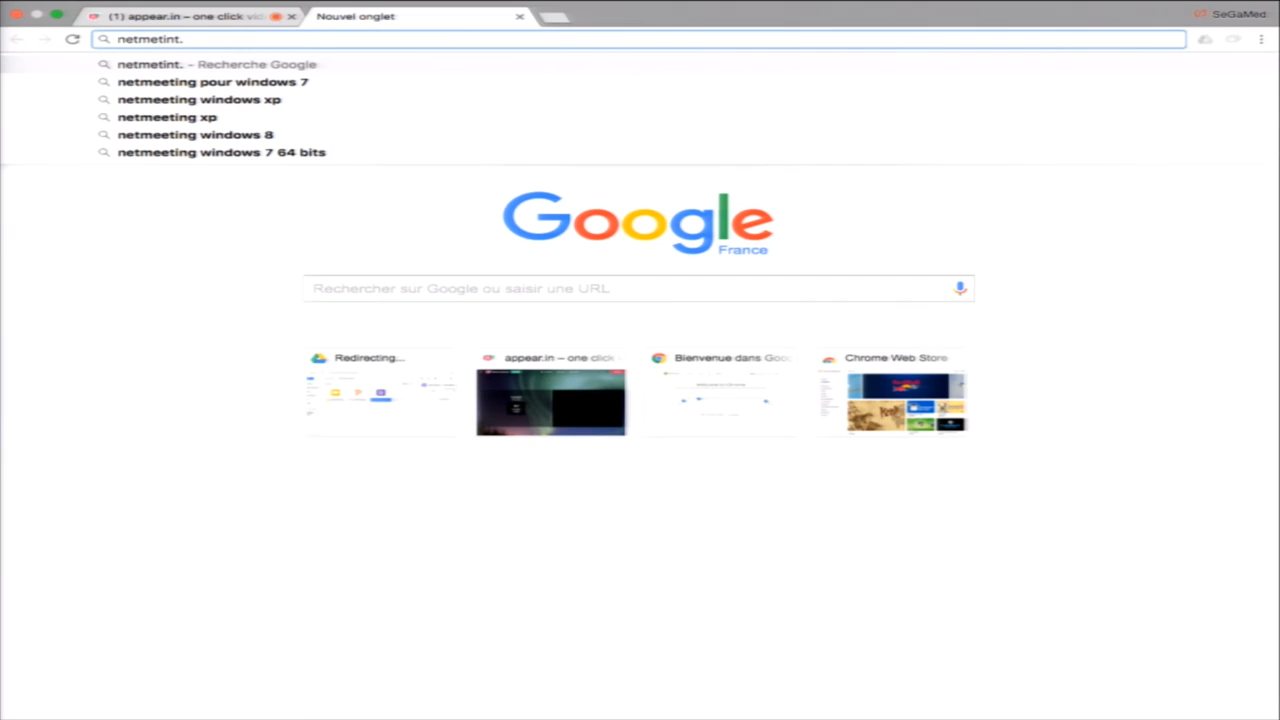 (1) appear.in – one click vid
Nouvel onglet
SeGaMed
netmetint.
netmetint. – Recherche Google
netmeeting pour windows 7
netmeeting windows xp
netmeeting xp
netmeeting windows 8
netmeeting windows 7 64 bits
Google
France
Rechercher sur Google ou saisir une URL
Redirecting...
appear.in – one click
Bienvenue dans Goo
Chrome Web Store